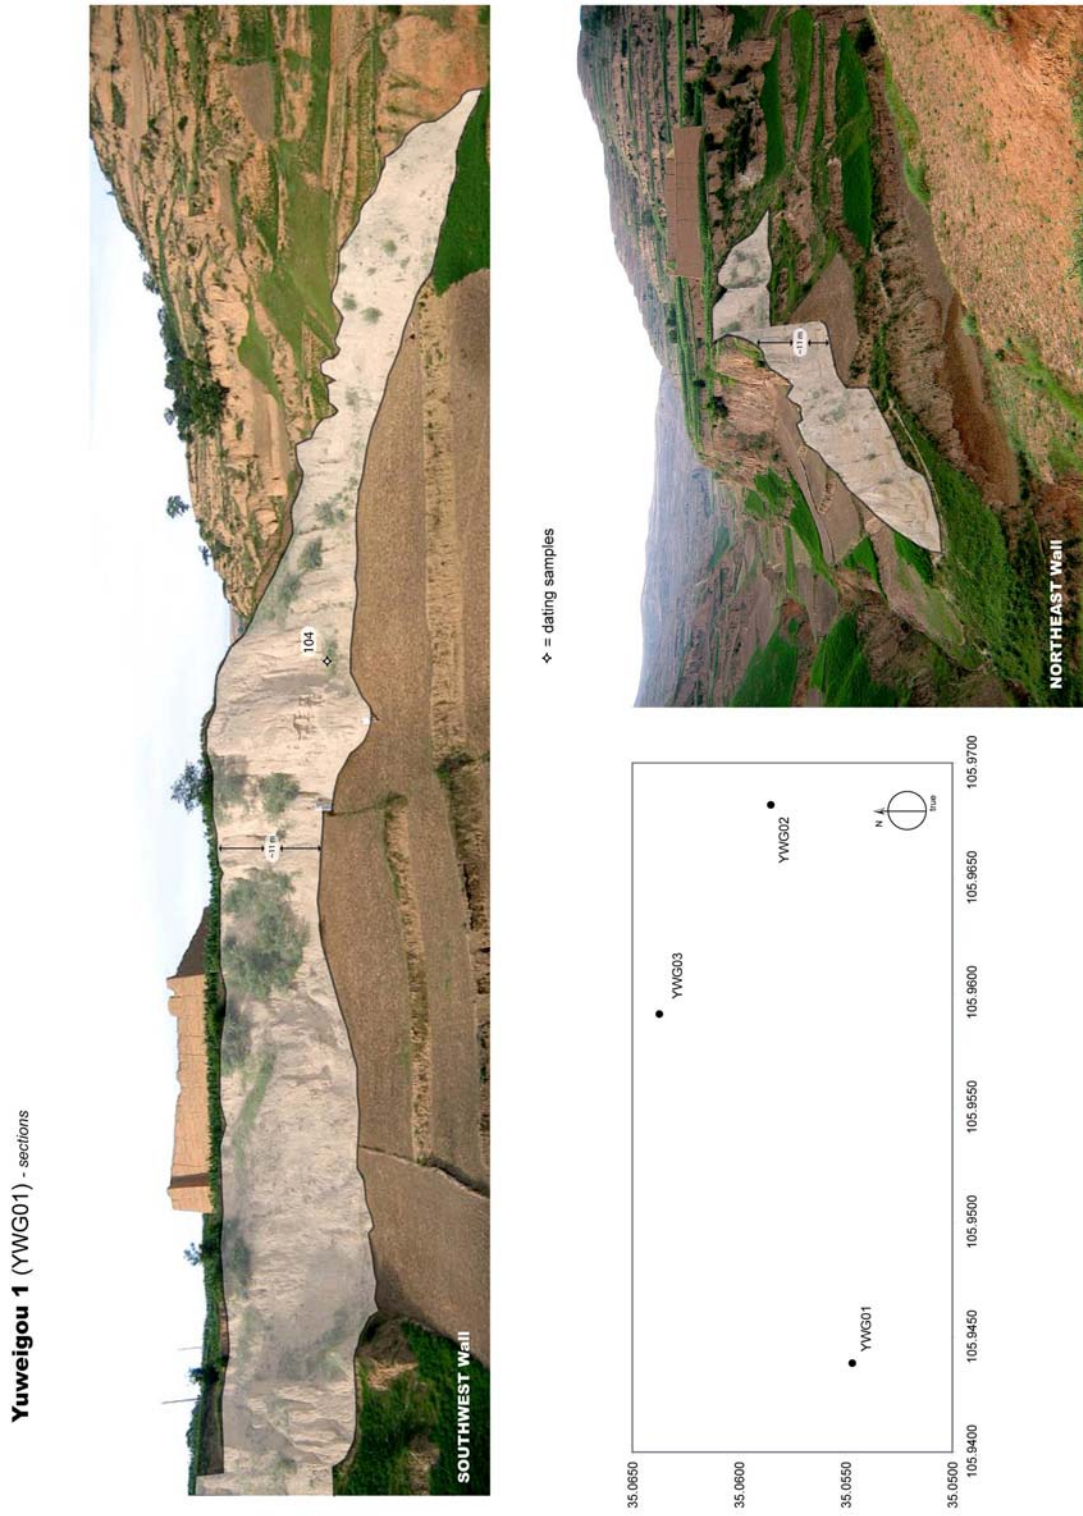 Yuweigou 1 (YWG01) - sections
104
~11 m
SOUTHWEST Wall
✧ = dating samples
~11 m
NORTHEAST Wall
35.0650
35.0600
35.0550
35.0500
105.9400
105.9450
105.9500
105.9550
105.9600
105.9650
105.9700
YWG01
YWG03
YWG02
N
true